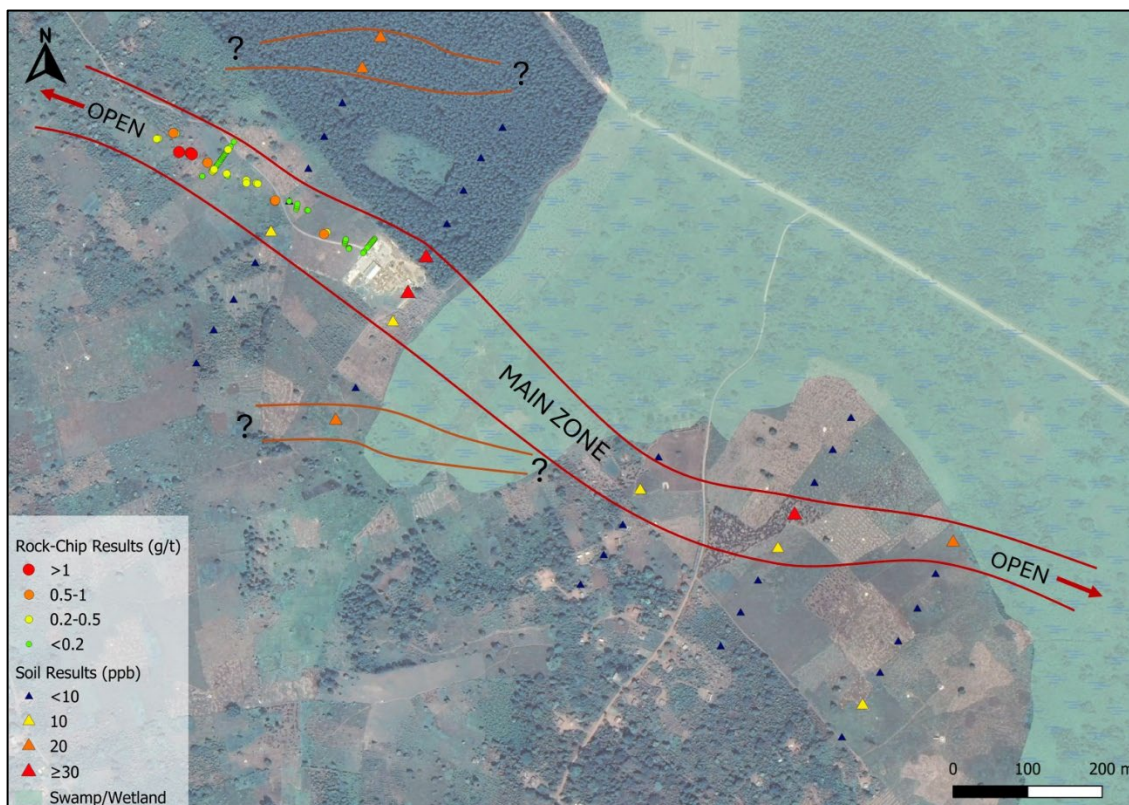 N
?
?
OPEN
MAIN ZONE
?
?
OPEN
Rock-Chip Results (g/t)
>1
0.5-1
0.2-0.5
<0.2
Soil Results (ppb)
<10
10
20
≥30
Swamp/Wetland
0 100 200 m